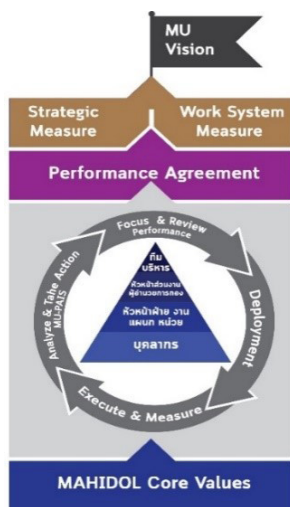 MU
Vision
Strategic
Measure
Work System
Measure
Performance Agreement
Focus & Review
Performance
ทีม
บริหาร
หัวหน้าส่วนงาน
ผู้อำนวยการกอง
หัวหน้าฝ่าย งาน
แผนก หน่วย
บุคลากร
Deployment
Execute & Measure
Analyze & Take Action
MU-PAIS
MAHIDOL Core Values